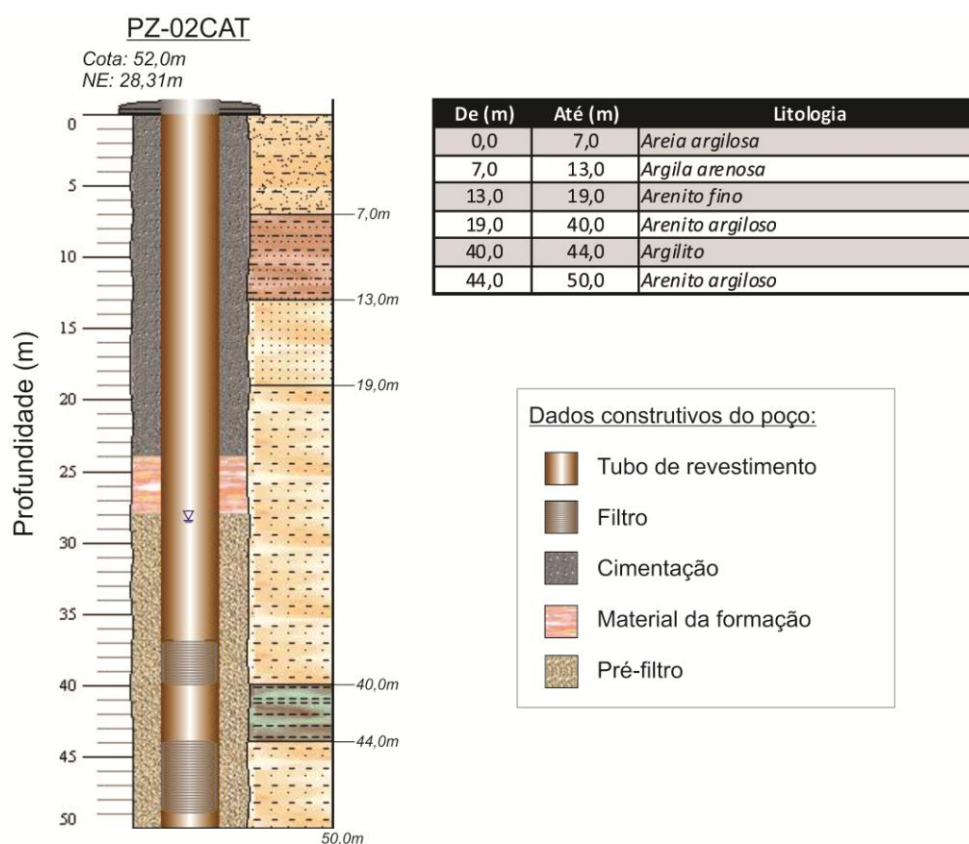 PZ-02CAT
Cota: 52,0m
NE: 28,31m
Profundidade (m)
0
5
10
15
20
25
30
35
40
45
50
7,0m
13,0m
19,0m
40,0m
44,0m
50,0m
De (m) Até (m) Litologia
0,0 7,0 Areia argilosa
7,0 13,0 Argila arenosa
13,0 19,0 Arenito fino
19,0 40,0 Arenito argiloso
40,0 44,0 Argilito
44,0 50,0 Arenito argiloso
Dados construtivos do poço:
Tubo de revestimento
Filtro
Cimentação
Material da formação
Pré-filtro